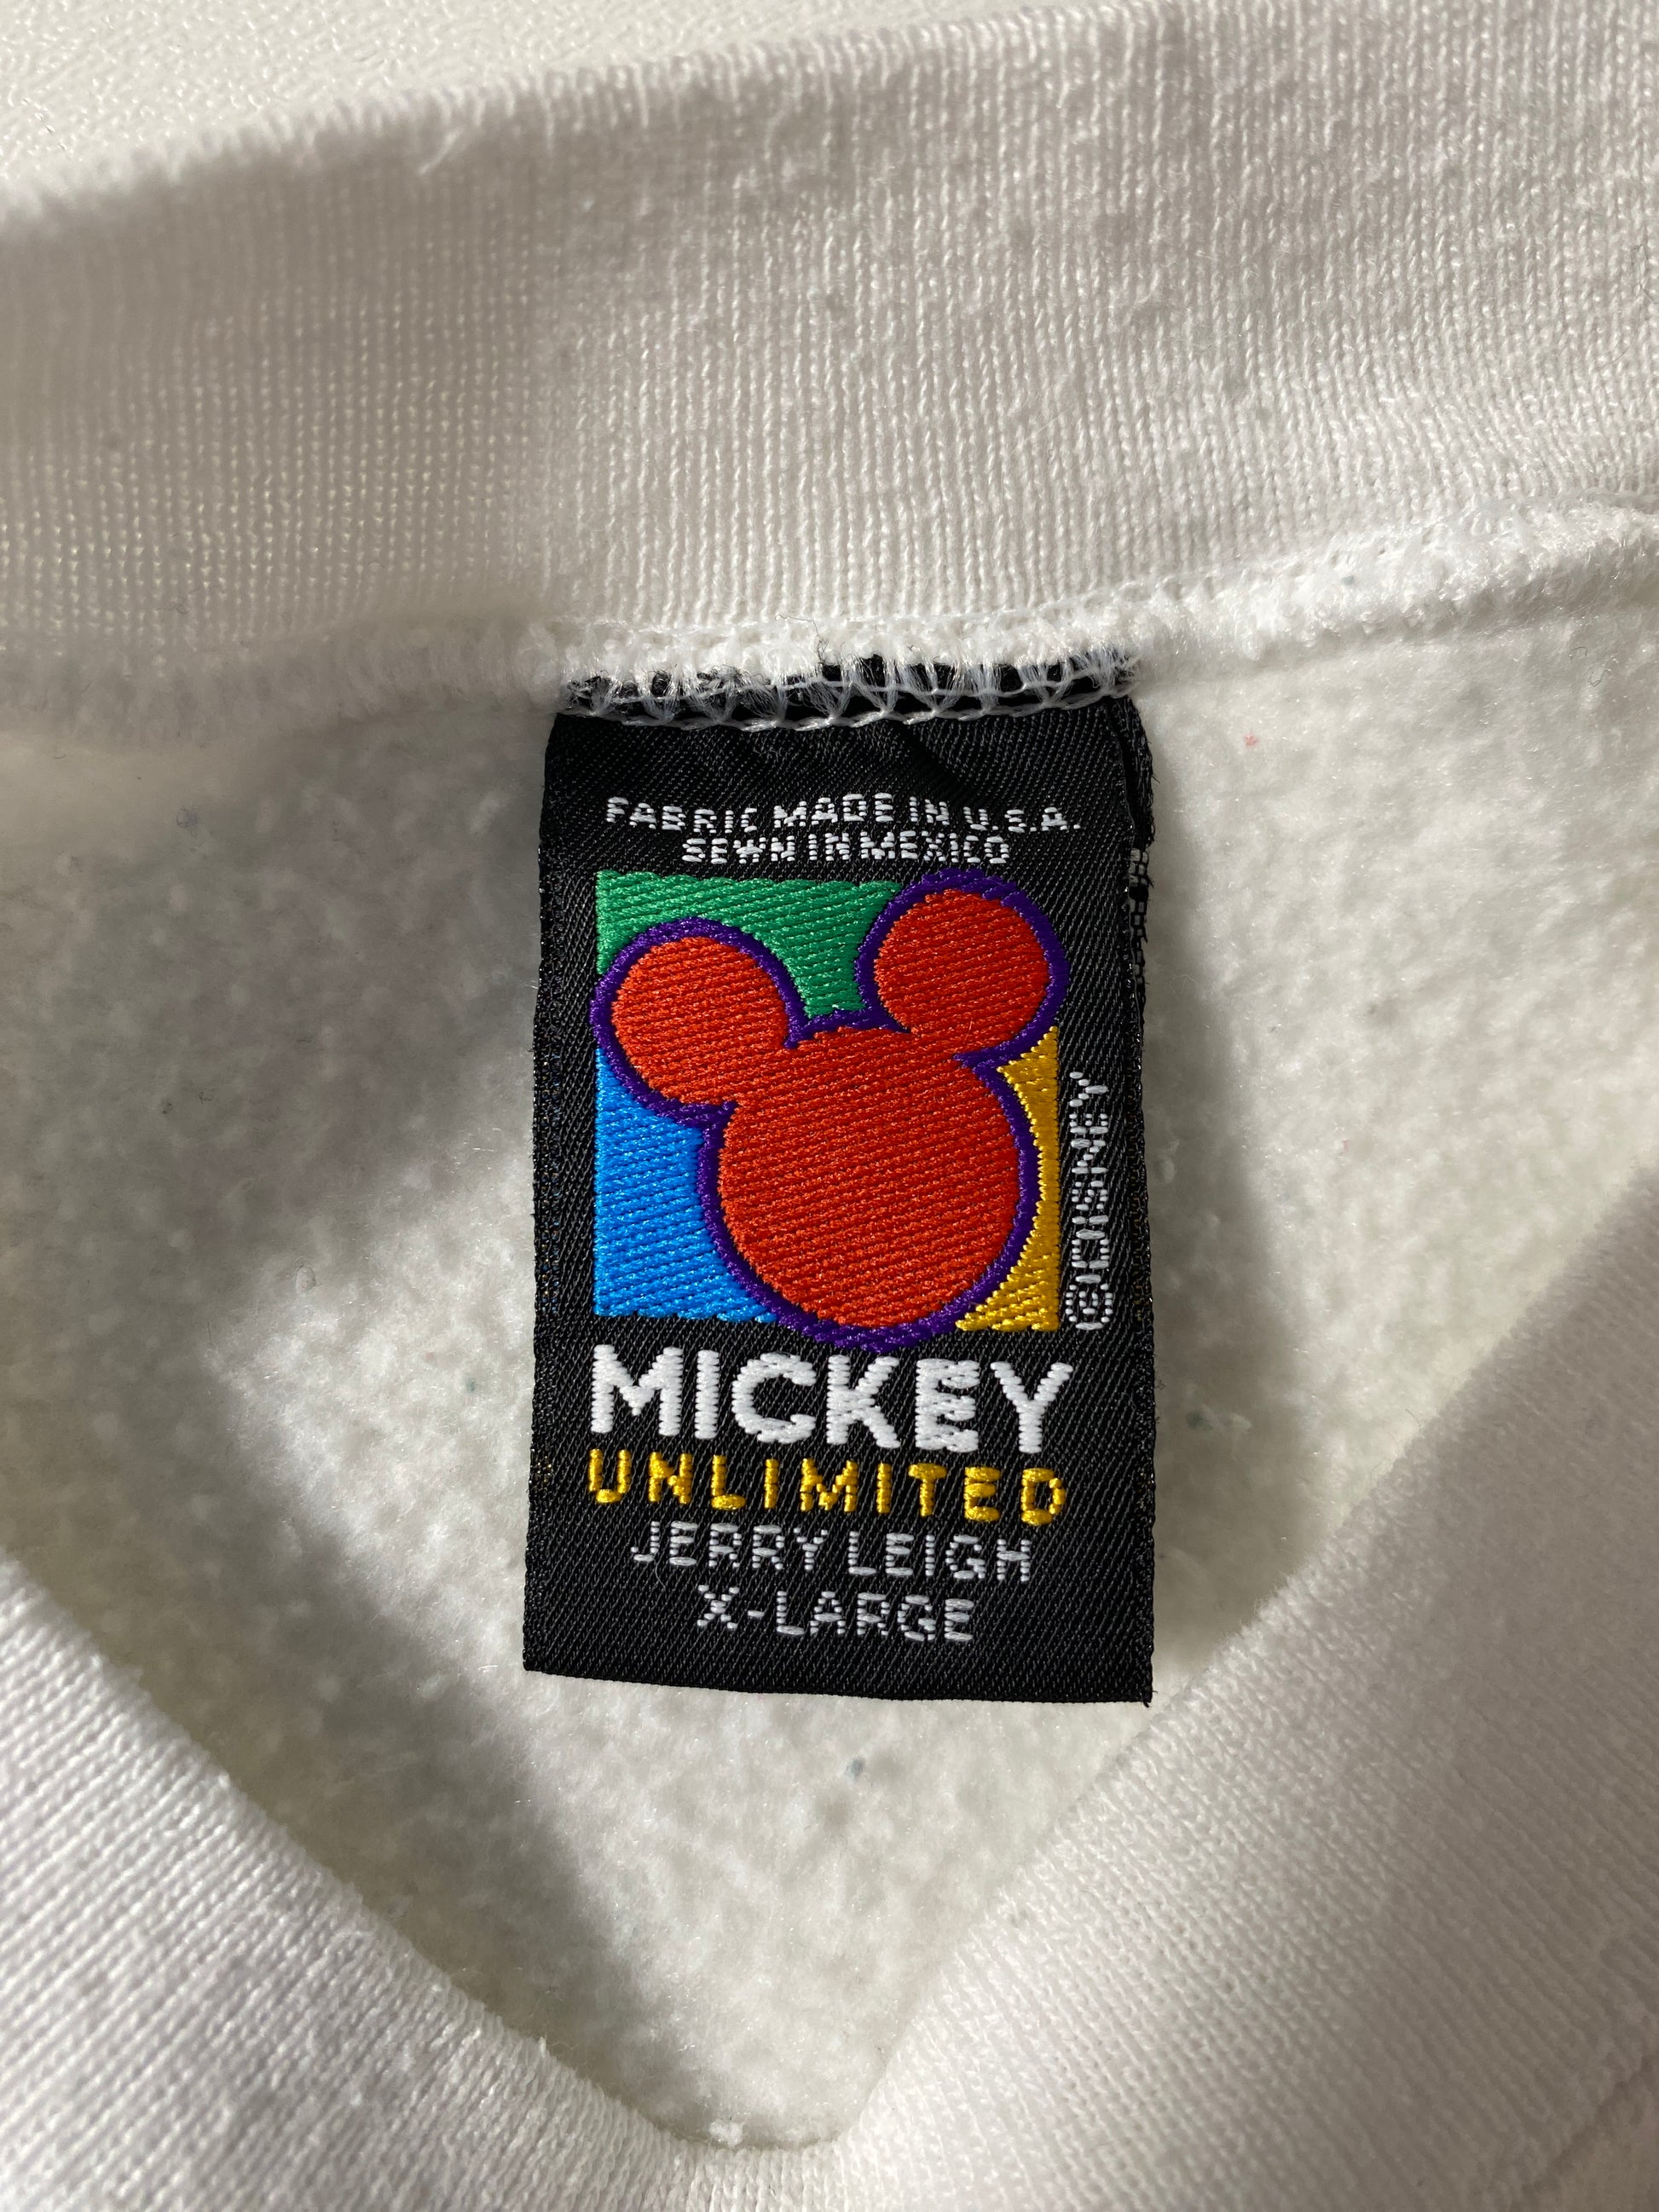 FABRIC MADE IN U.S.A.
SEWN IN MEXICO
©DISNEY
MICKEY
UNLIMITED
JERRY LEIGH
X-LARGE